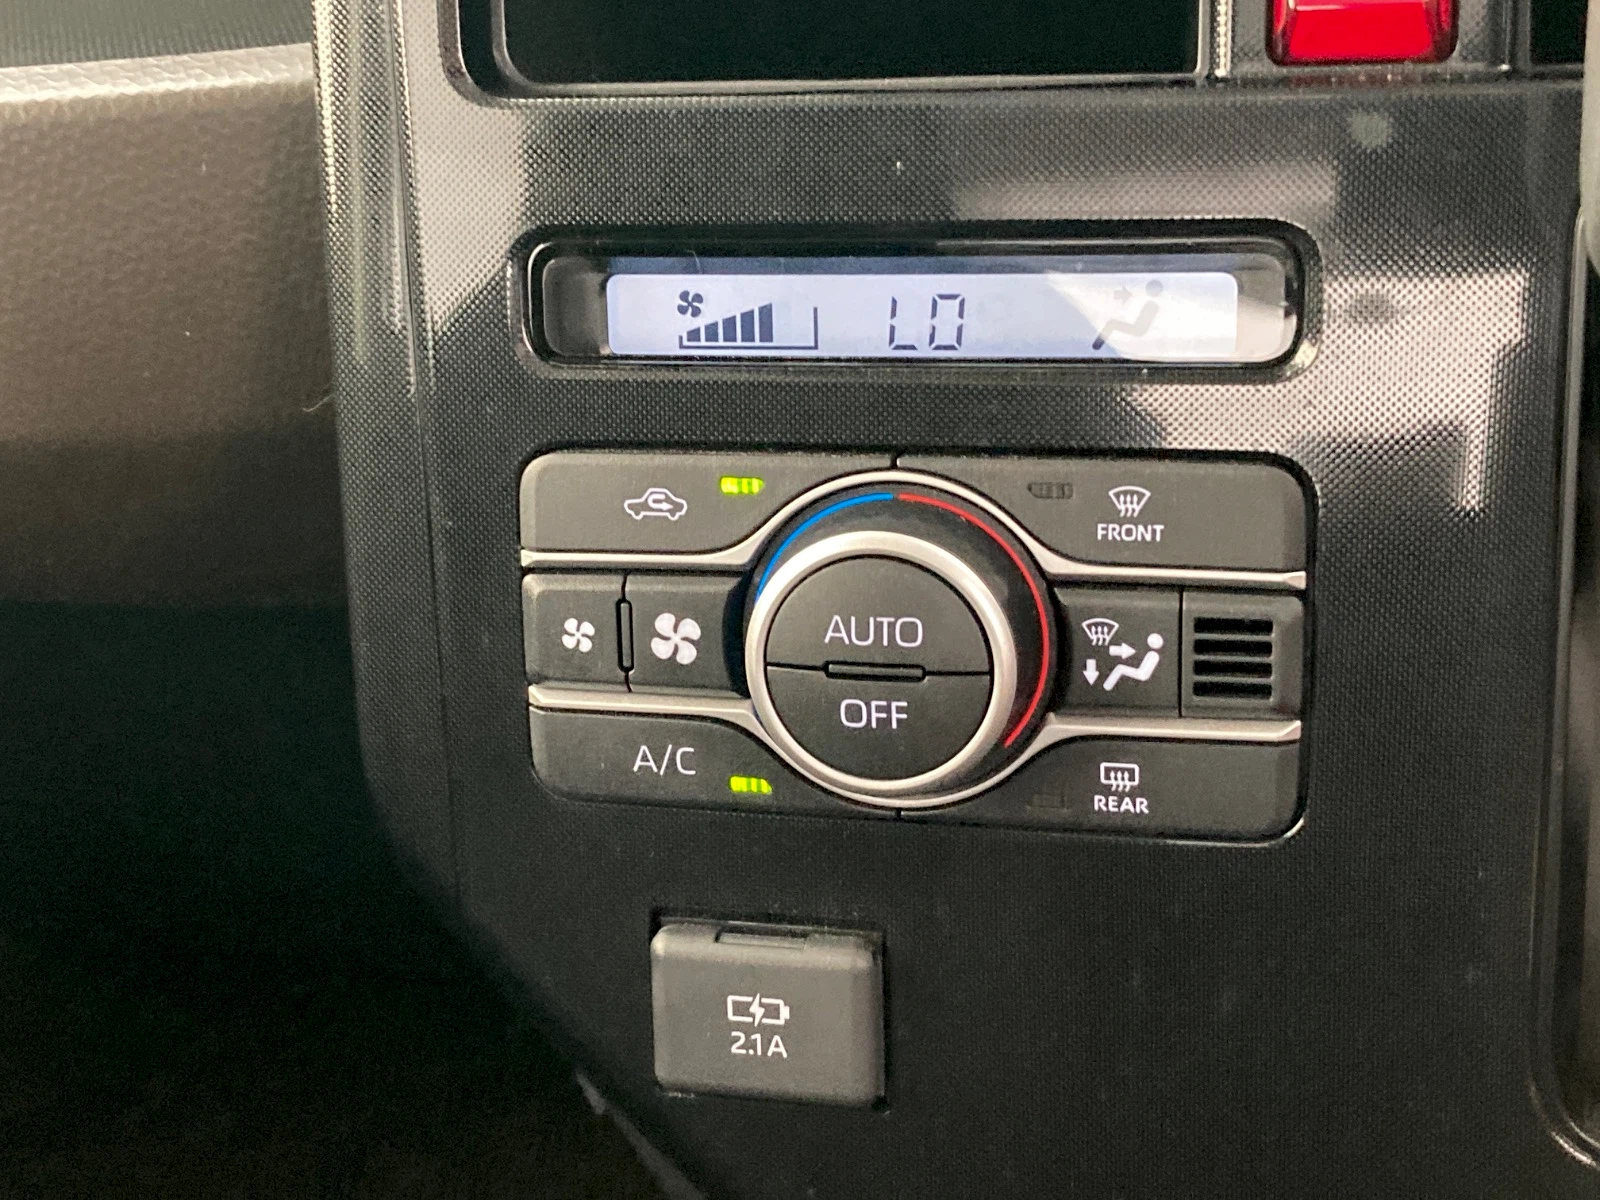 LO
FRONT
AUTO
OFF
A/C
REAR
2.1A